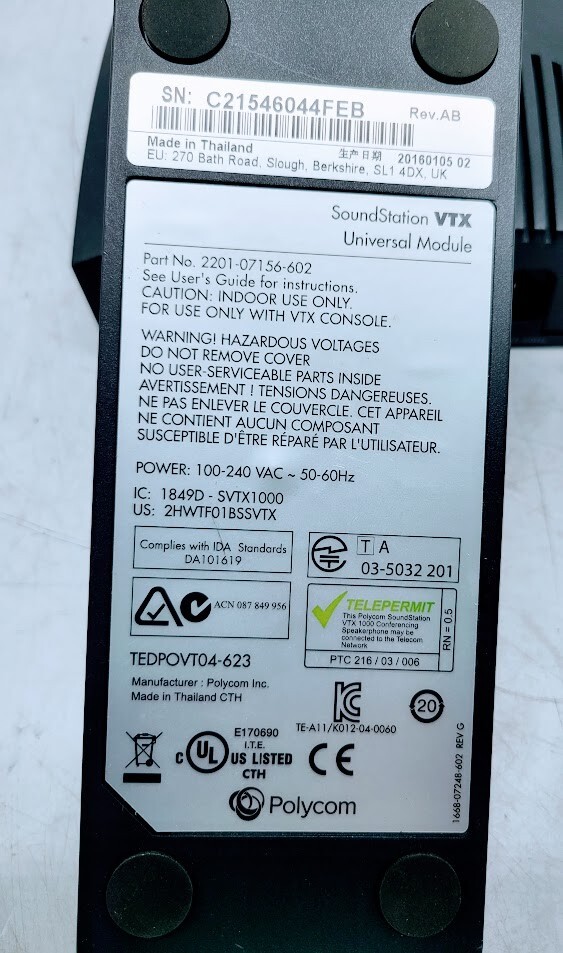 SN: C21546044FEB Rev.AB
Made in Thailand 生产日期 20160105 02
EU: 270 Bath Road, Slough, Berkshire, SL1 4DX, UK
SoundStation VTX
Universal Module
Part No. 2201-07156-602
See User's Guide for instructions.
CAUTION: INDOOR USE ONLY.
FOR USE ONLY WITH VTX CONSOLE.
WARNING! HAZARDOUS VOLTAGES
DO NOT REMOVE COVER
NO USER-SERVICEABLE PARTS INSIDE
AVERTISSEMENT ! TENSIONS DANGEREUSES.
NE PAS ENLEVER LE COUVERCLE. CET APPAREIL
NE CONTIENT AUCUN COMPOSANT
SUSCEPTIBLE D'ÊTRE RÉPARÉ PAR L'UTILISATEUR.
POWER: 100-240 VAC ~ 50-60Hz
IC: 1849D - SVTX1000
US: 2HWTF01BSSVTX
Complies with IDA Standards
DA101619
T A
03-5032 201
ACN 087 849 956
TELEPERMIT
This Polycom SoundStation
VTX 1000 Conferencing
Speakerphone may be
connected to the Telecom
Network
RN = 0.5
PTC 216 / 03 / 006
TEDPOVT04-623
Manufacturer : Polycom Inc.
Made in Thailand CTH
TE-A11/K012-04-0060
20
E170690
I.T.E.
C UL US LISTED
CTH
CE
Polycom
1668-07248-602 REV G